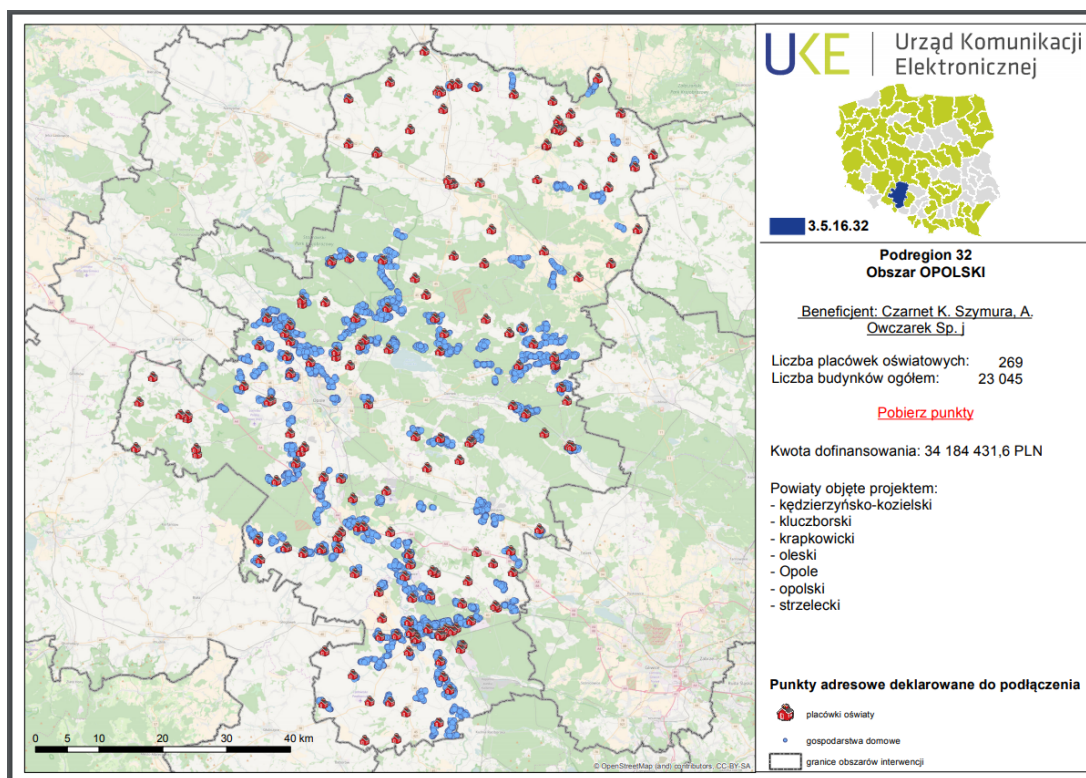 UKE
Urząd Komunikacji
Elektronicznej
3.5.16.32
Podregion 32
Obszar OPOLSKI
Beneficjent: Czarnet K. Szymura, A.
Owczarek Sp. j
Liczba placówek oświatowych: 269
Liczba budynków ogółem: 23 045
Pobierz punkty
Kwota dofinansowania: 34 184 431,6 PLN
Powiaty objęte projektem:
- kędzierzyńsko-kozielski
- kluczborski
- krapkowicki
- oleski
- Opole
- opolski
- strzelecki
Punkty adresowe deklarowane do podłączenia
placówki oświaty
gospodarstwa domowe
granice obszarów interwencji
0 5 10 20 30 40 km
© OpenStreetMap (and) contributors, CC-BY-SA